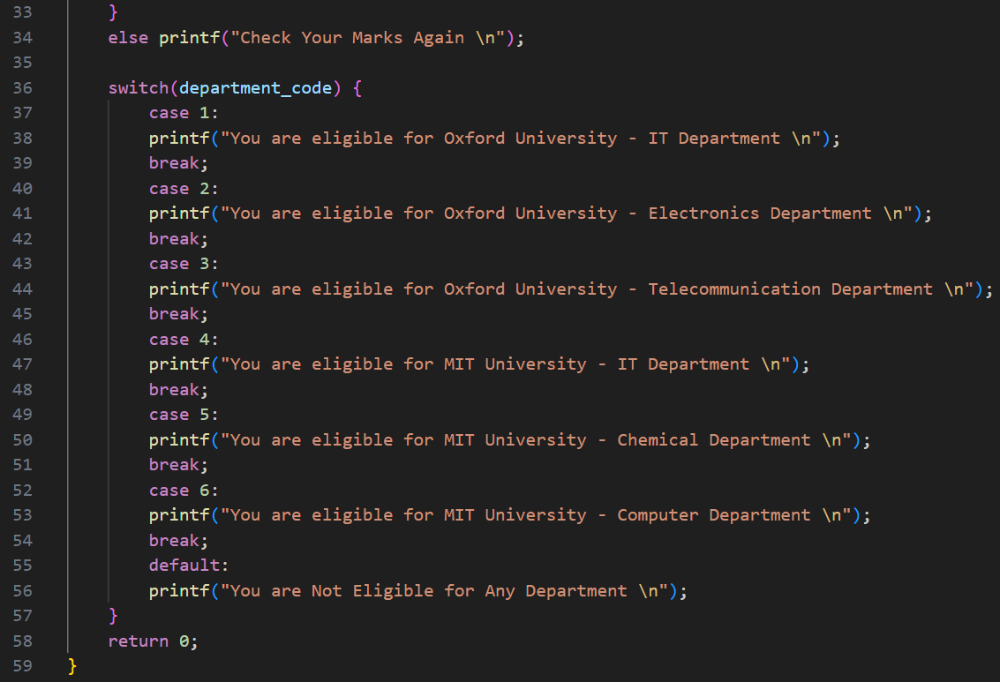 33 }
34 else printf("Check Your Marks Again \n");
35
36 switch(department_code) {
37 case 1:
38 printf("You are eligible for Oxford University - IT Department \n");
39 break;
40 case 2:
41 printf("You are eligible for Oxford University - Electronics Department \n");
42 break;
43 case 3:
44 printf("You are eligible for Oxford University - Telecommunication Department \n");
45 break;
46 case 4:
47 printf("You are eligible for MIT University - IT Department \n");
48 break;
49 case 5:
50 printf("You are eligible for MIT University - Chemical Department \n");
51 break;
52 case 6:
53 printf("You are eligible for MIT University - Computer Department \n");
54 break;
55 default:
56 printf("You are Not Eligible for Any Department \n");
57 }
58 return 0;
59 }